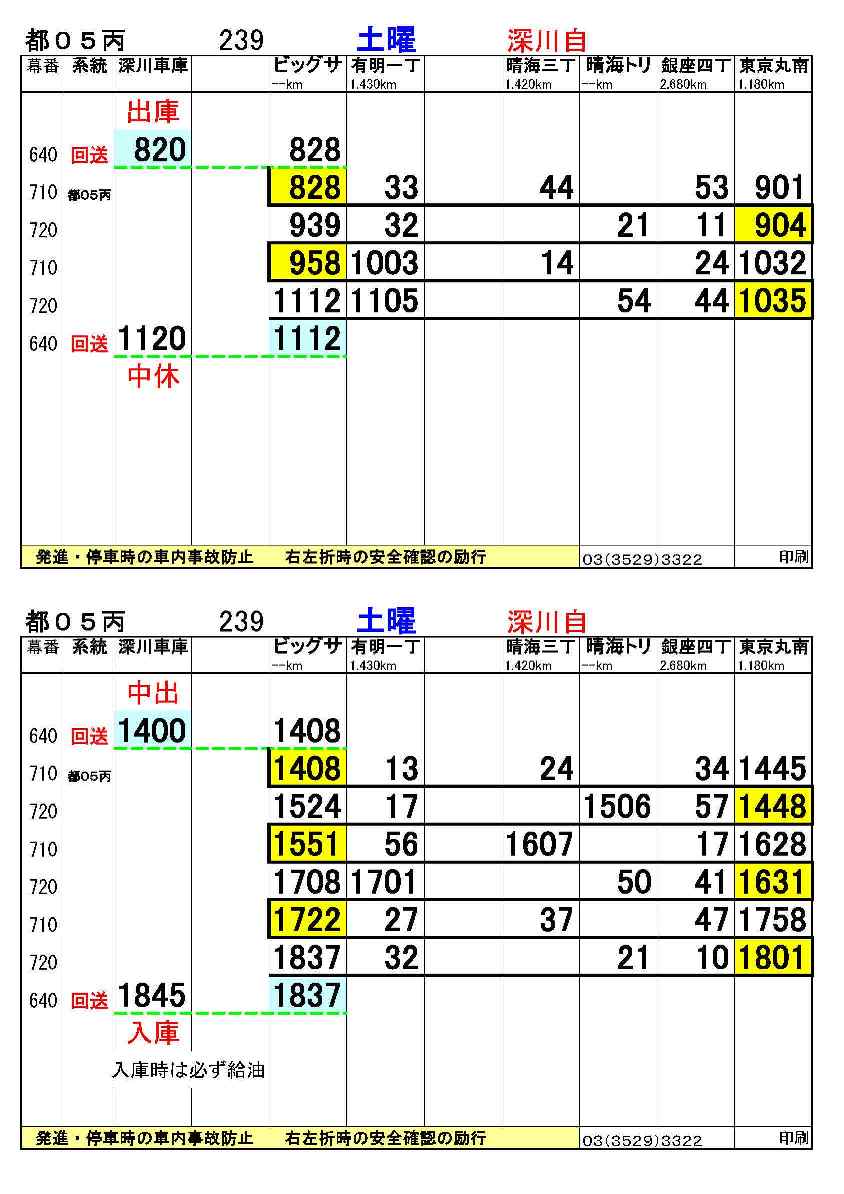 都０５丙 239 土曜 深川自
幕番 系統 深川車庫 ビッグサ 有明一丁 晴海三丁 晴海トリ 銀座四丁 東京丸南
--km 1.430km 1.420km --km 2.680km 1.180km
出庫
640 回送 820 828
710 都05丙 828 33 44 53 901
720 939 32 21 11 904
710 958 1003 14 24 1032
720 1112 1105 54 44 1035
640 回送 1120 1112
中休
発進・停車時の車内事故防止 右左折時の安全確認の励行 03(3529)3322 印刷
都０５丙 239 土曜 深川自
幕番 系統 深川車庫 ビッグサ 有明一丁 晴海三丁 晴海トリ 銀座四丁 東京丸南
--km 1.430km 1.420km --km 2.680km 1.180km
中出
640 回送 1400 1408
710 都05丙 1408 13 24 34 1445
720 1524 17 1506 57 1448
710 1551 56 1607 17 1628
720 1708 1701 50 41 1631
710 1722 27 37 47 1758
720 1837 32 21 10 1801
640 回送 1845 1837
入庫
入庫時は必ず給油
発進・停車時の車内事故防止 右左折時の安全確認の励行 03(3529)3322 印刷